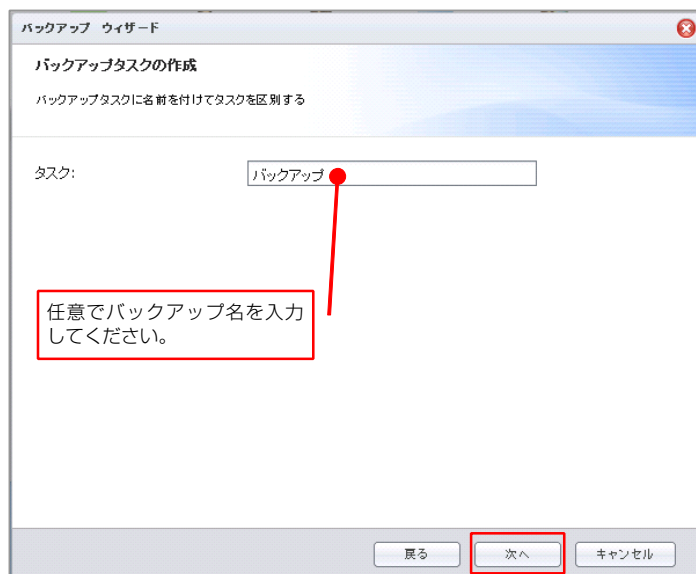 バックアップ ウィザード
バックアップタスクの作成
バックアップタスクに名前を付けてタスクを区別する
タスク:
バックアップ
任意でバックアップ名を入力
してください。
戻る
次へ
キャンセル